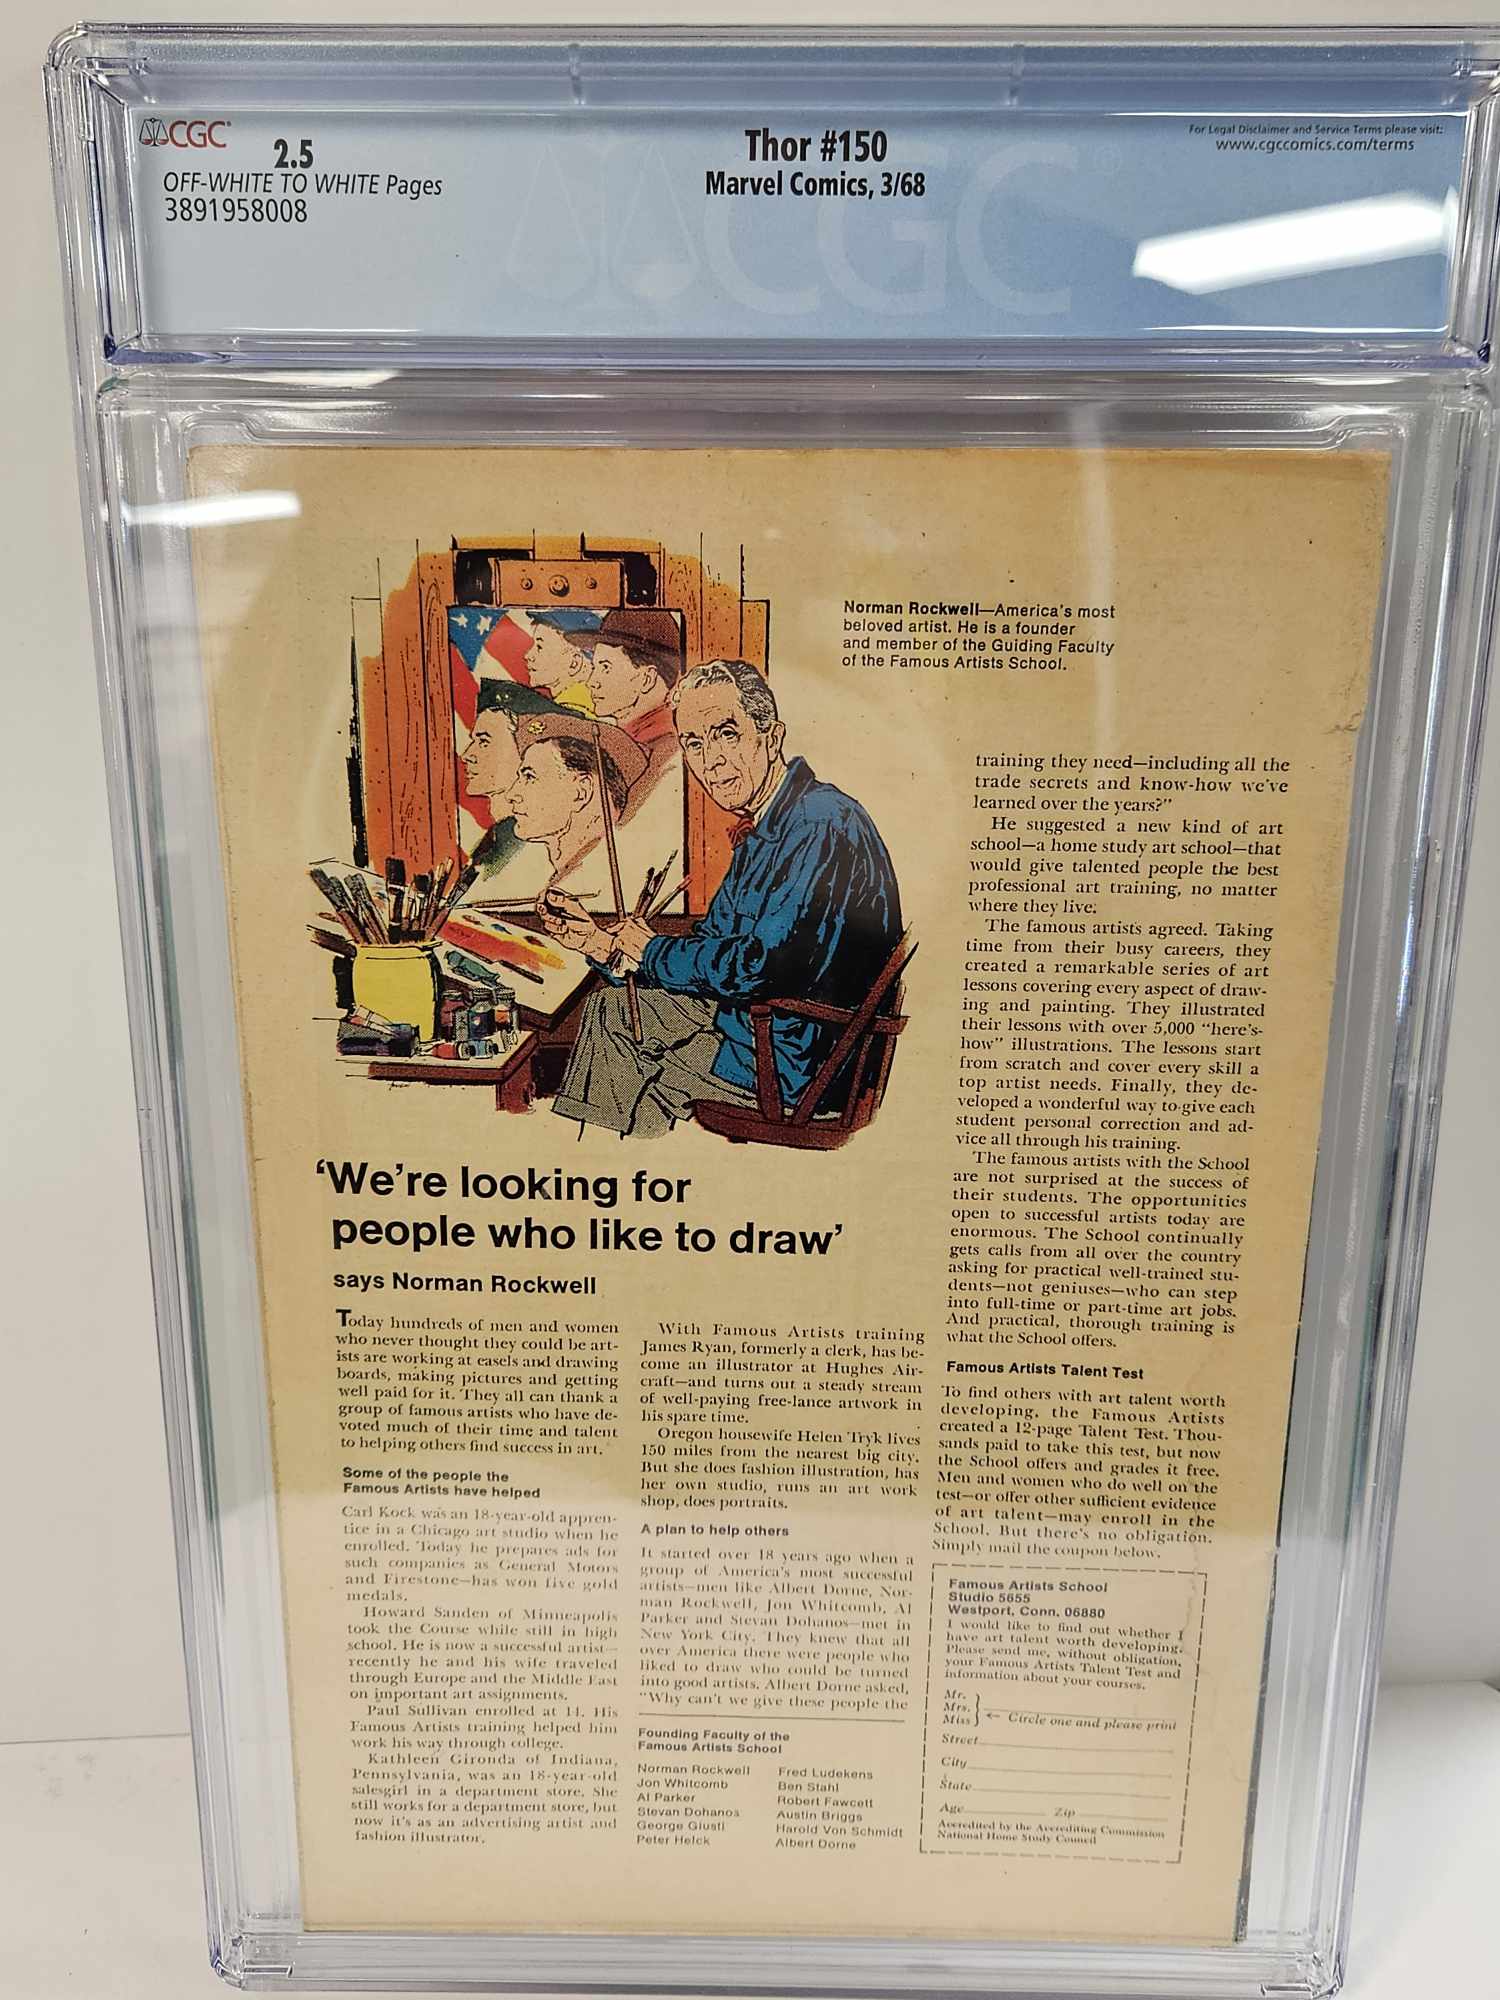 CGC
2.5
OFF-WHITE TO WHITE Pages
3891958008
Thor #150
Marvel Comics, 3/68
For Legal Disclaimer and Service Terms please visit:
www.cgccomics.com/terms
CGC
Norman Rockwell—America's most
beloved artist. He is a founder
and member of the Guiding Faculty
of the Famous Artists School.
'We're looking for
people who like to draw'
says Norman Rockwell
Today hundreds of men and women
who never thought they could be art-
ists are working at easels and drawing
boards, making pictures and getting
well paid for it. They all can thank a
group of famous artists who have de-
voted much of their time and talent
to helping others find success in art.
Some of the people the
Famous Artists have helped
Carl Kock was an 18-year-old appren-
tice in a Chicago art studio when he
enrolled. Today he prepares ads for
such companies as General Motors
and Firestone—has won five gold
medals.
Howard Sanden of Minneapolis
took the Course while still in high
school. He is now a successful artist—
recently he and his wife traveled
through Europe and the Middle East
on important art assignments.
Paul Sullivan enrolled at 14. His
Famous Artists training helped him
work his way through college.
Kathleen Gironda of Indiana,
Pennsylvania, was an 18-year-old
salesgirl in a department store. She
still works for a department store, but
now it's as an advertising artist and
fashion illustrator.
With Famous Artists training
James Ryan, formerly a clerk, has be-
come an illustrator at Hughes Air-
craft—and turns out a steady stream
of well-paying free-lance artwork in
his spare time.
Oregon housewife Helen Tryk lives
150 miles from the nearest big city.
But she does fashion illustration, has
her own studio, runs an art work
shop, does portraits.
A plan to help others
It started over 18 years ago when a
group of America's most successful
artists—men like Albert Dorne, Nor-
man Rockwell, Jon Whitcomb, Al
Parker and Stevan Dohanos—met in
New York City. They knew that all
over America there were people who
liked to draw who could be turned
into good artists. Albert Dorne asked,
"Why can't we give these people the
Founding Faculty of the
Famous Artists School
Norman Rockwell
Jon Whitcomb
Al Parker
Stevan Dohanos
George Giusti
Peter Helck
Fred Ludekens
Ben Stahl
Robert Fawcett
Austin Briggs
Harold Von Schmidt
Albert Dorne
training they need—including all the
trade secrets and know-how we've
learned over the years?"
He suggested a new kind of art
school—a home study art school—that
would give talented people the best
professional art training, no matter
where they live.
The famous artists agreed. Taking
time from their busy careers, they
created a remarkable series of art
lessons covering every aspect of draw-
ing and painting. They illustrated
their lessons with over 5,000 "here's-
how" illustrations. The lessons start
from scratch and cover every skill a
top artist needs. Finally, they de-
veloped a wonderful way to give each
student personal correction and ad-
vice all through his training.
The famous artists with the School
are not surprised at the success of
their students. The opportunities
open to successful artists today are
enormous. The School continually
gets calls from all over the country
asking for practical well-trained stu-
dents—not geniuses—who can step
into full-time or part-time art jobs.
And practical, thorough training is
what the School offers.
Famous Artists Talent Test
To find others with art talent worth
developing, the Famous Artists
created a 12-page Talent Test. Thou-
sands paid to take this test, but now
the School offers and grades it free.
Men and women who do well on the
test—or offer other sufficient evidence
of art talent—may enroll in the
School. But there's no obligation.
Simply mail the coupon below.
Famous Artists School
Studio 5655
Westport, Conn. 06880
I would like to find out whether I
have art talent worth developing.
Please send me, without obligation,
your Famous Artists Talent Test and
information about your courses.
Mr.
Mrs.
Miss
Circle one and please print
Street
City
State
Age Zip
Accredited by the Accrediting Commission
National Home Study Council